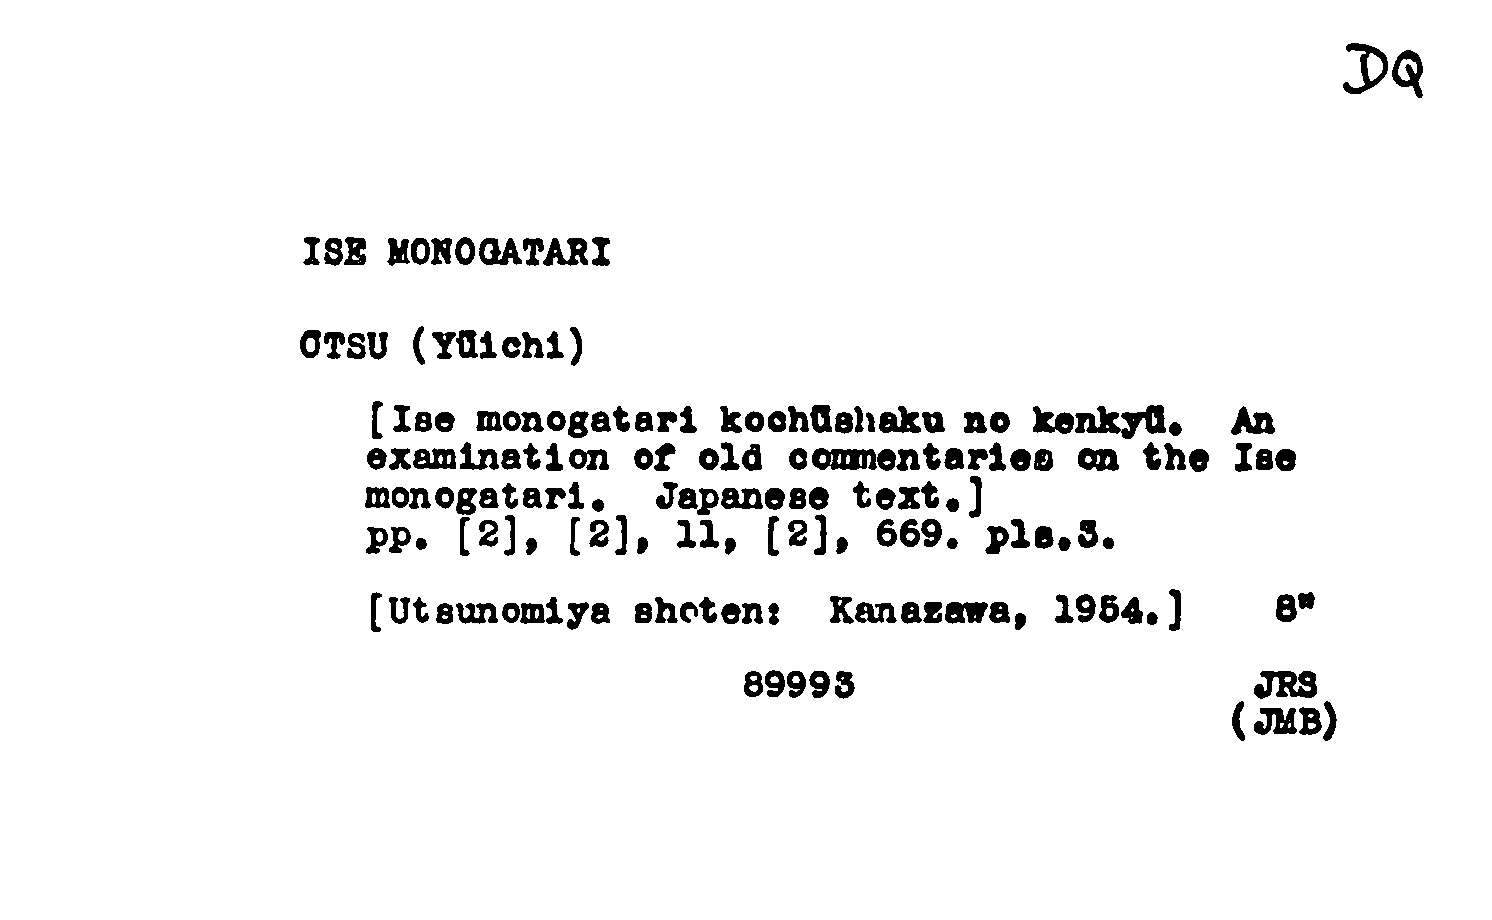 DQ
ISE MONOGATARI
ŌTSU (Yūichi)
[Ise monogatari kochūshaku no kenkyū. An
examination of old commentaries on the Ise
monogatari. Japanese text.]
pp. [2], [2], 11, [2], 669. pls.3.
[Utsunomiya shoten: Kanazawa, 1954.] 8"
89993
JRS
(JMB)